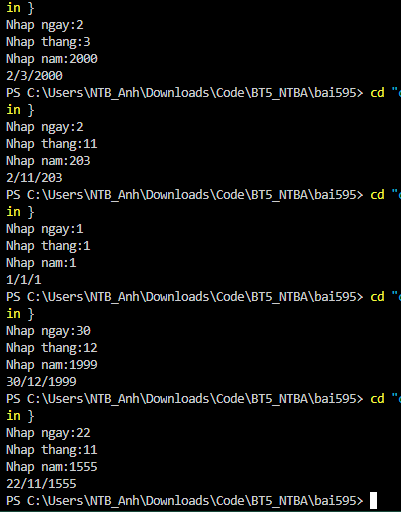 in }
Nhap ngay:2
Nhap thang:3
Nhap nam:2000
2/3/2000
PS C:\Users\NTB_Anh\Downloads\Code\BT5_NTBA\bai595> cd "
in }
Nhap ngay:2
Nhap thang:11
Nhap nam:203
2/11/203
PS C:\Users\NTB_Anh\Downloads\Code\BT5_NTBA\bai595> cd "
in }
Nhap ngay:1
Nhap thang:1
Nhap nam:1
1/1/1
PS C:\Users\NTB_Anh\Downloads\Code\BT5_NTBA\bai595> cd "
in }
Nhap ngay:30
Nhap thang:12
Nhap nam:1999
30/12/1999
PS C:\Users\NTB_Anh\Downloads\Code\BT5_NTBA\bai595> cd "
in }
Nhap ngay:22
Nhap thang:11
Nhap nam:1555
22/11/1555
PS C:\Users\NTB_Anh\Downloads\Code\BT5_NTBA\bai595>